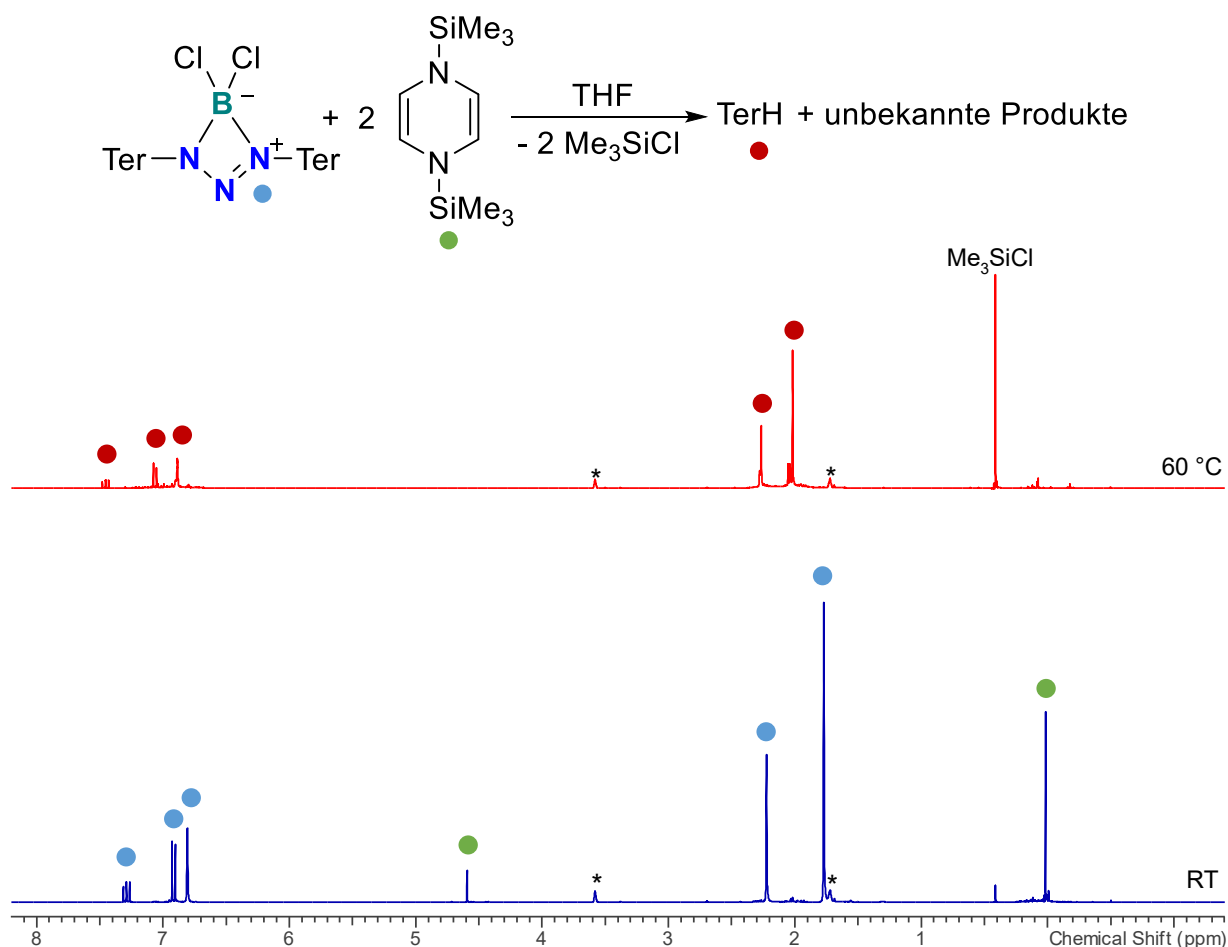 SiMe3
Cl Cl
N
B −
THF
+ 2
TerH + unbekannte Produkte
- 2 Me3SiCl
Ter N N + Ter
N
N
SiMe3
Me3SiCl
* *
60 °C
* *
RT
8 7 6 5 4 3 2 1 Chemical Shift (ppm)